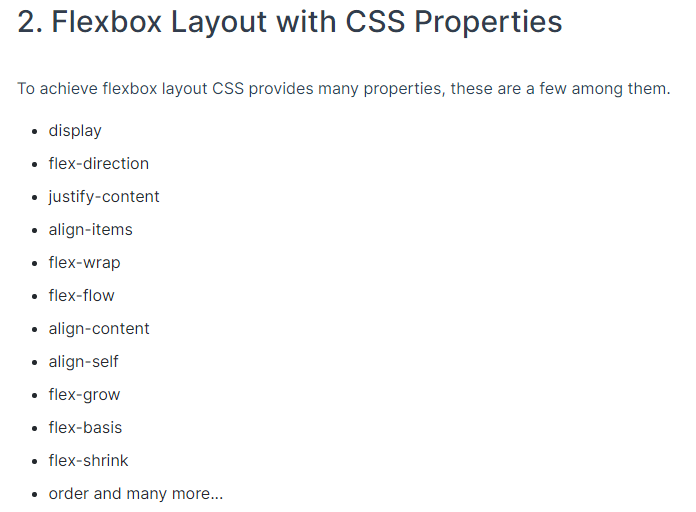 2. Flexbox Layout with CSS Properties
To achieve flexbox layout CSS provides many properties, these are a few among them.
• display
• flex-direction
• justify-content
• align-items
• flex-wrap
• flex-flow
• align-content
• align-self
• flex-grow
• flex-basis
• flex-shrink
• order and many more...